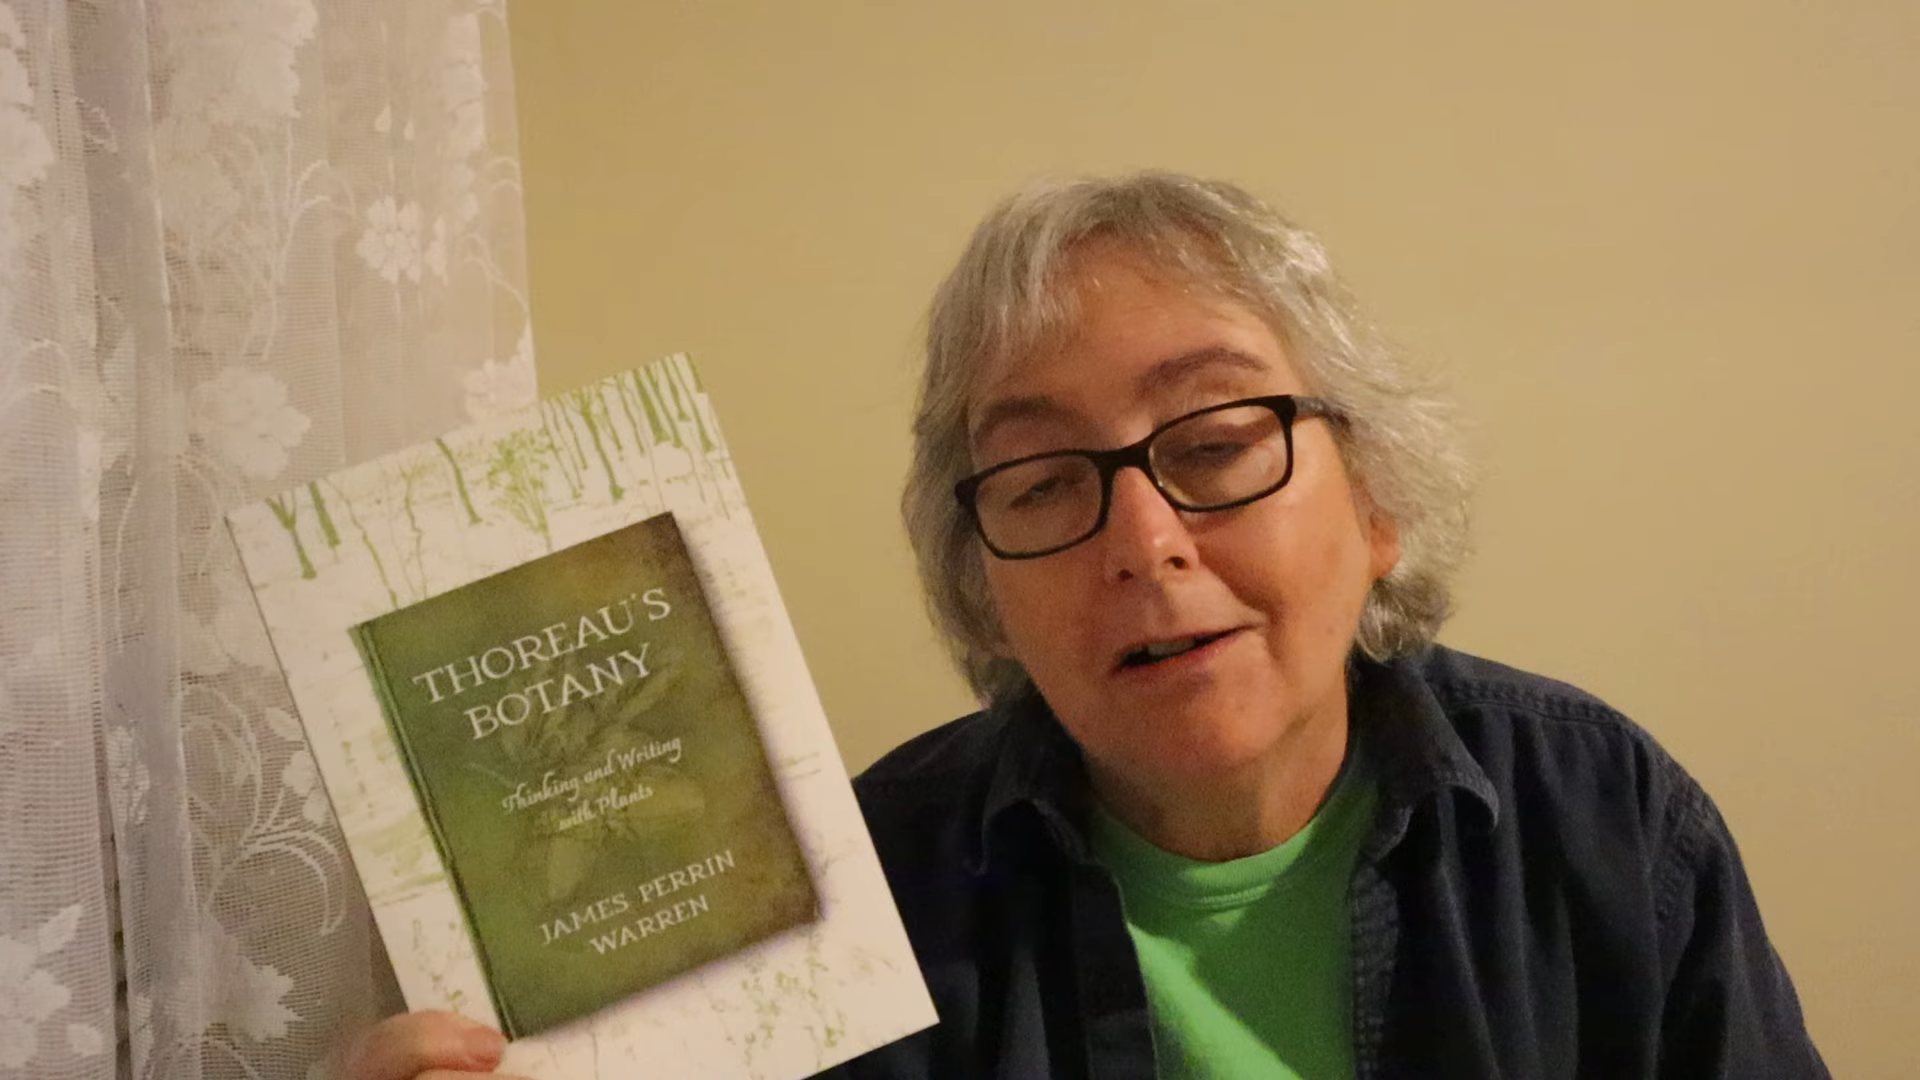 THOREAU'S
BOTANY
Thinking and Writing
with Plants
JAMES PERRIN
WARREN